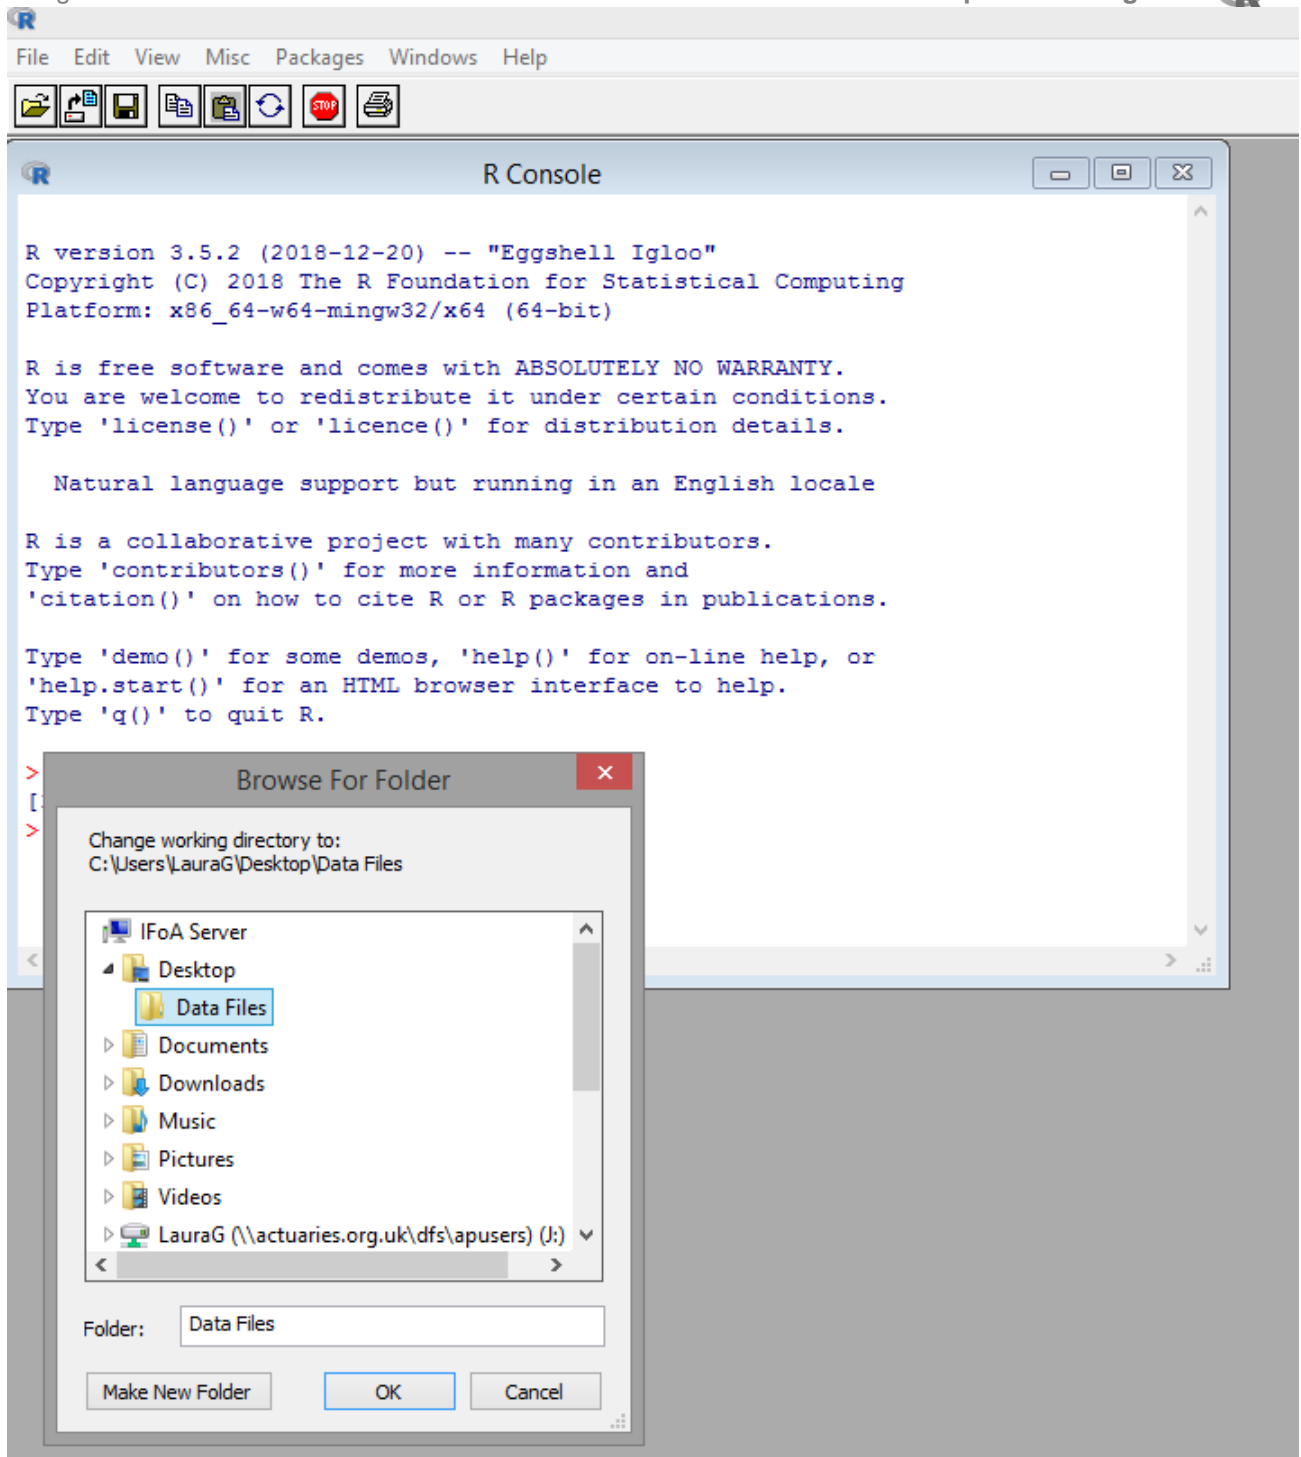 File Edit View Misc Packages Windows Help
STOP
R Console
R version 3.5.2 (2018-12-20) -- "Eggshell Igloo"
Copyright (C) 2018 The R Foundation for Statistical Computing
Platform: x86_64-w64-mingw32/x64 (64-bit)
R is free software and comes with ABSOLUTELY NO WARRANTY.
You are welcome to redistribute it under certain conditions.
Type 'license()' or 'licence()' for distribution details.
Natural language support but running in an English locale
R is a collaborative project with many contributors.
Type 'contributors()' for more information and
'citation()' on how to cite R or R packages in publications.
Type 'demo()' for some demos, 'help()' for on-line help, or
'help.start()' for an HTML browser interface to help.
Type 'q()' to quit R.
>
[
>
Browse For Folder
Change working directory to:
C:\Users\LauraG\Desktop\Data Files
IFoA Server
Desktop
Data Files
Documents
Downloads
Music
Pictures
Videos
LauraG (\\actuaries.org.uk\dfs\apusers) (J:)
Folder: Data Files
Make New Folder OK Cancel